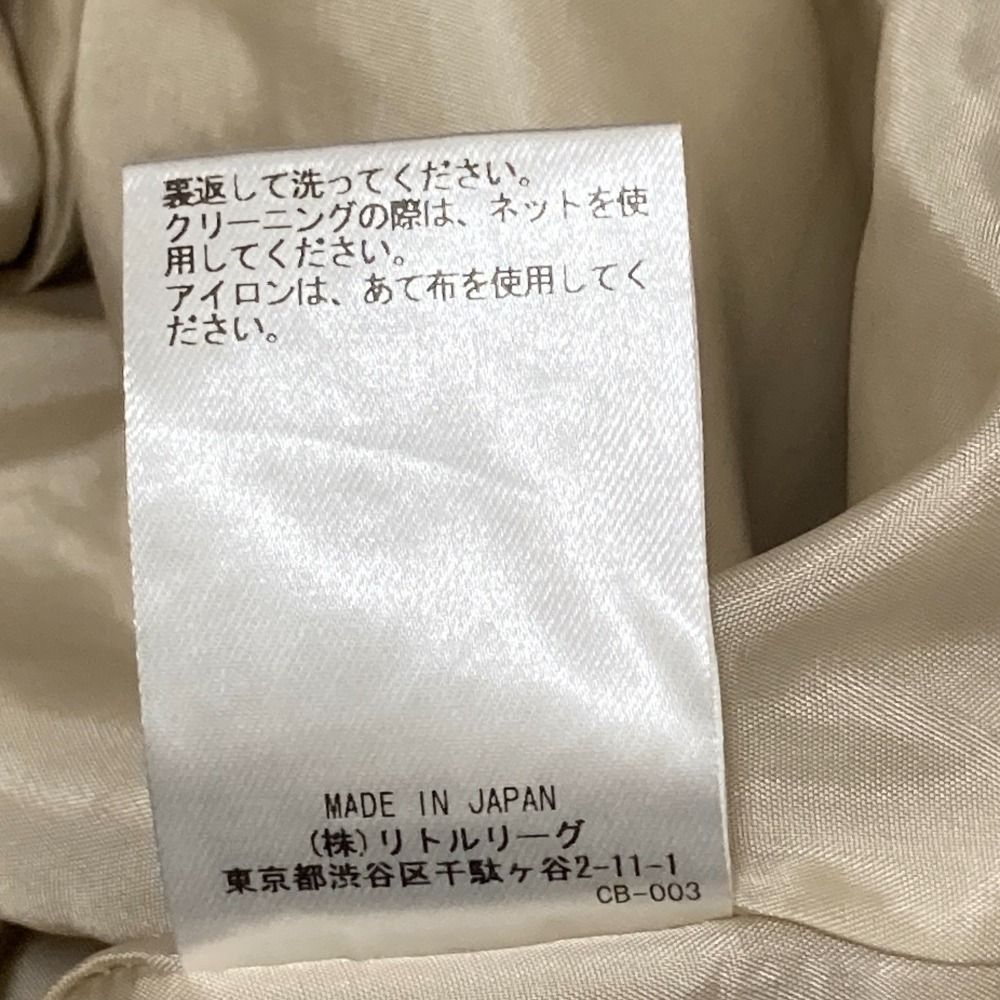 裏返して洗ってください。
クリーニングの際は、ネットを使
用してください。
アイロンは、あて布を使用してく
ださい。
MADE IN JAPAN
(株)リトルリーグ
東京都渋谷区千駄ヶ谷2-11-1
CB-003